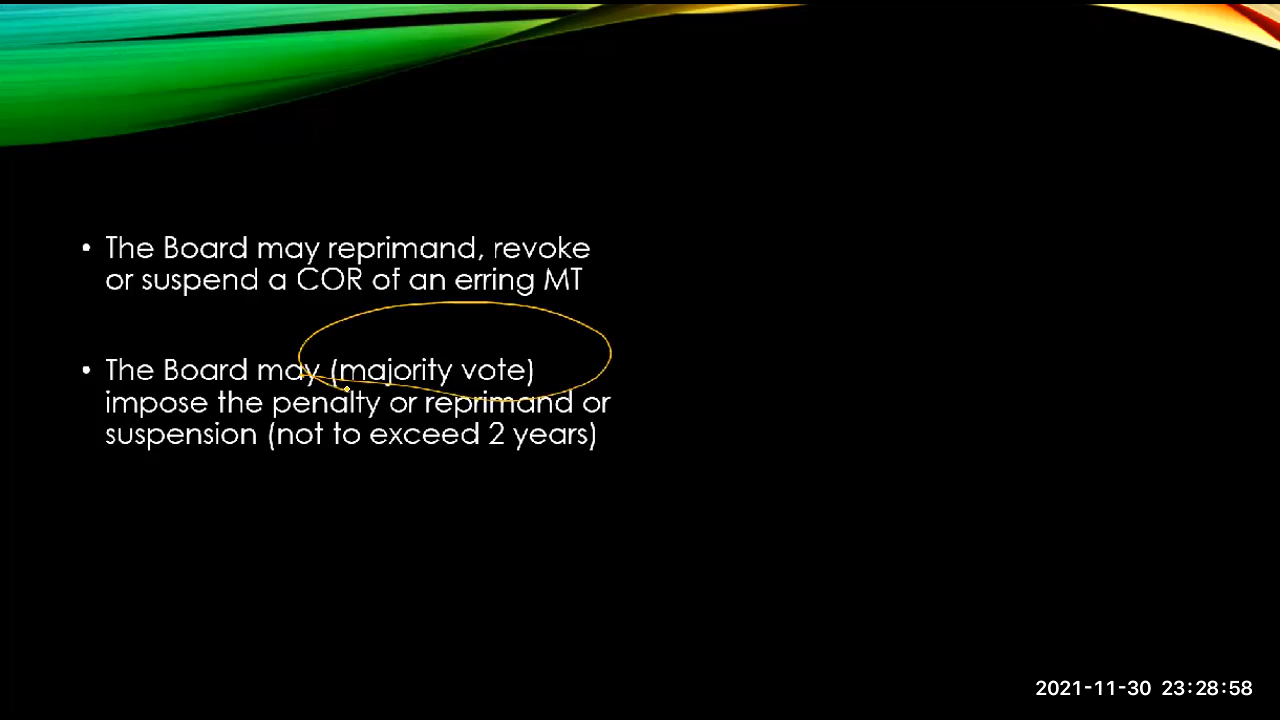 • The Board may reprimand, revoke
or suspend a COR of an erring MT
• The Board may (majority vote)
impose the penalty or reprimand or
suspension (not to exceed 2 years)
2021-11-30 23:28:58